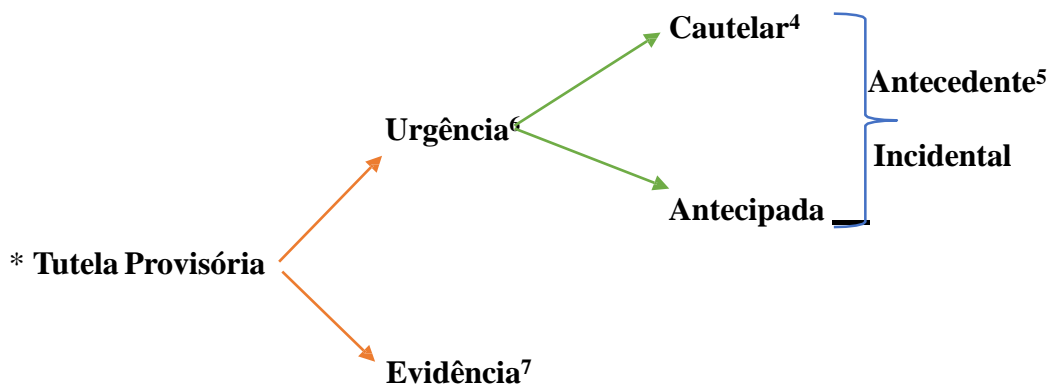 Cautelar⁴
Antecedente⁵
Urgência⁶
Incidental
Antecipada
* Tutela Provisória
Evidência⁷